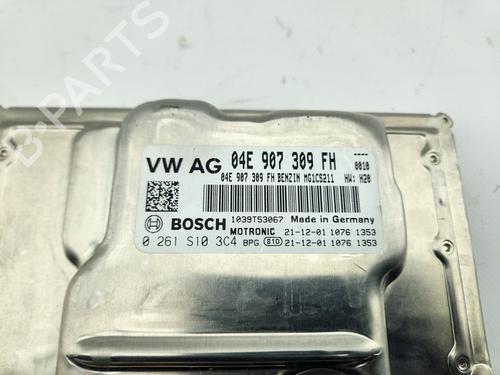 VW AG 04E 907 309 FH ----
0010
04E 907 309 FH BENZIN MG1CS211 HW: H20
BOSCH 1039T53067 Made in Germany
MOTRONIC 21-12-01 1076 1353
0 261 S10 3C4 BPG 810 21-12-01 1076 1353